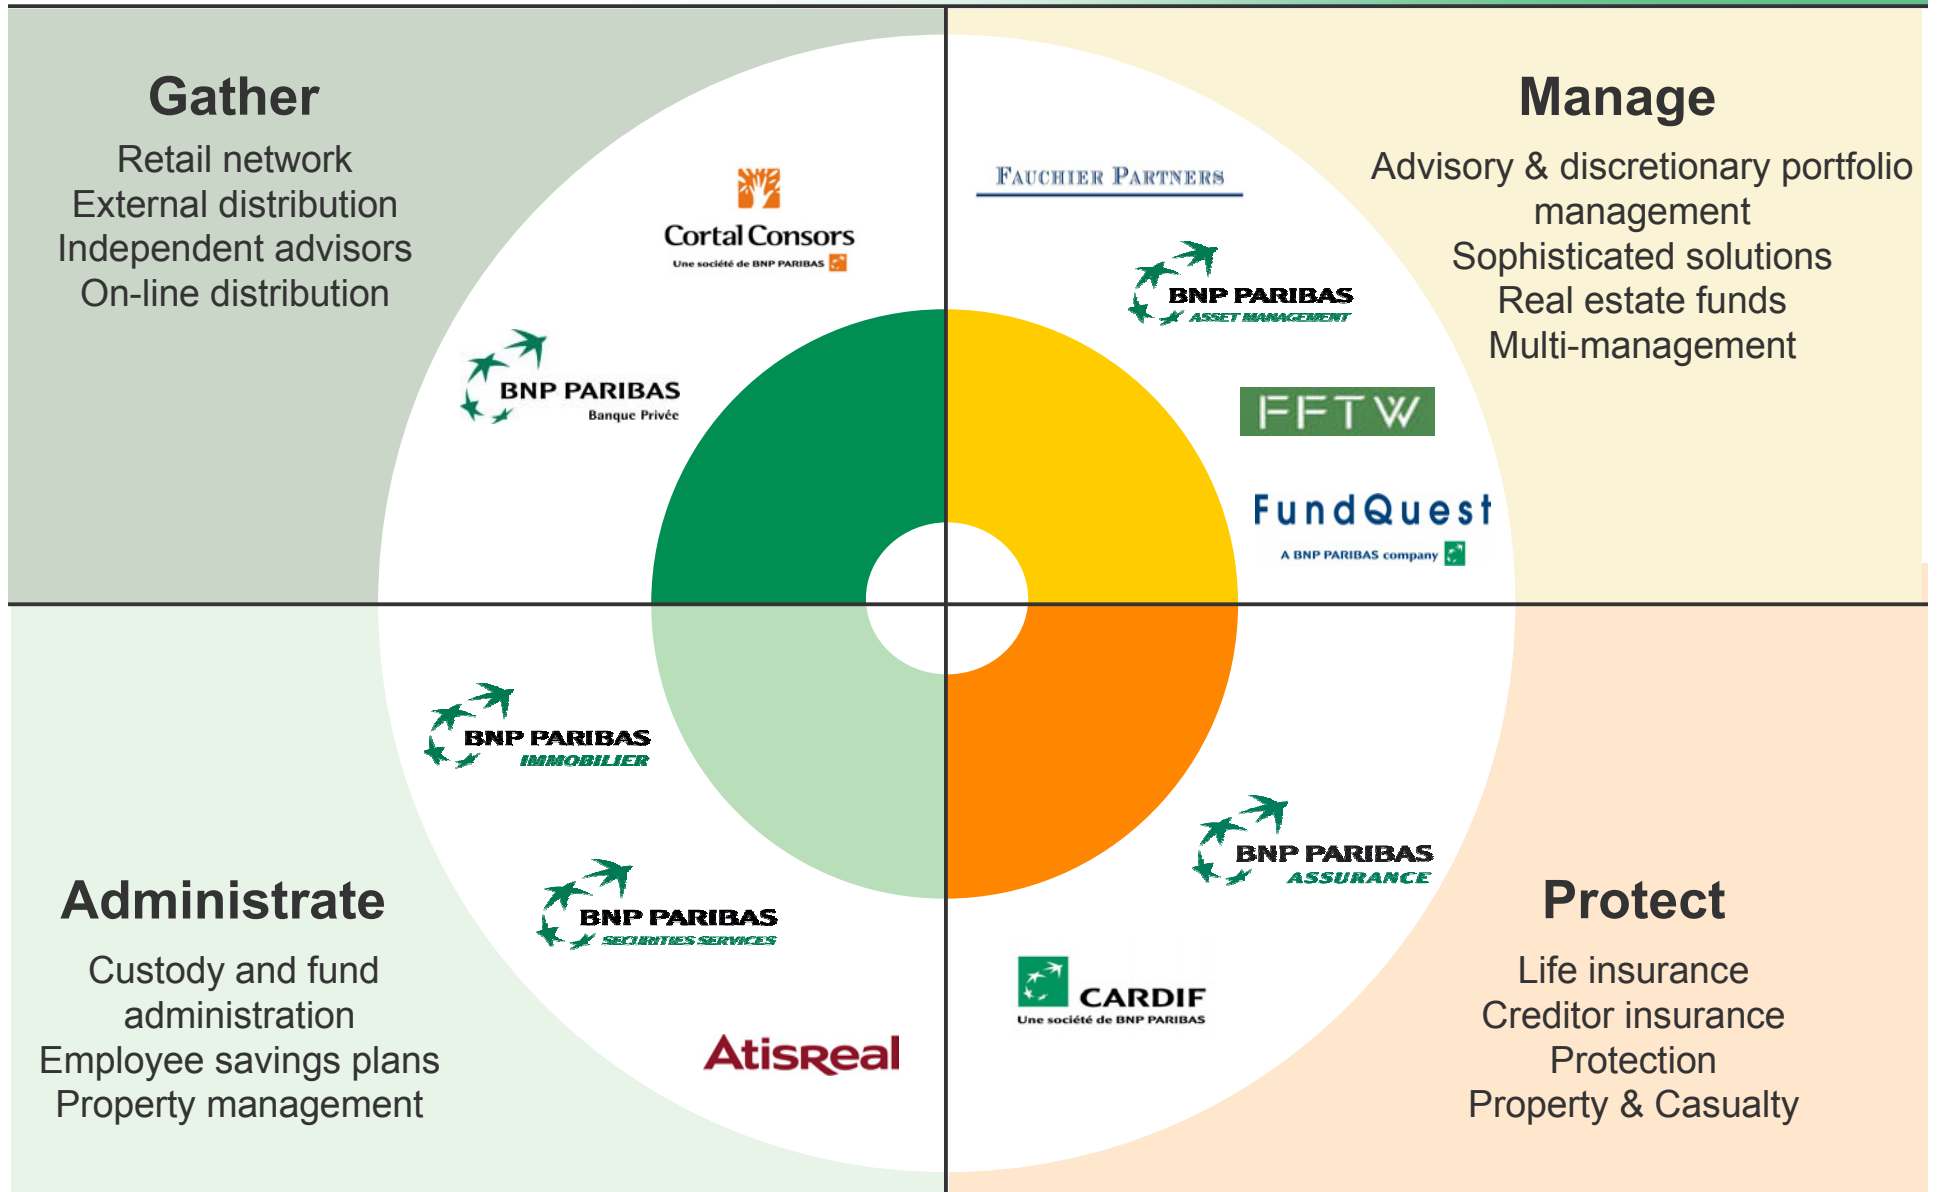 Gather
Retail network
External distribution
Independent advisors
On-line distribution
Cortal Consors
Une société de BNP PARIBAS
BNP PARIBAS
Banque Privée
Manage
Advisory & discretionary portfolio
management
Sophisticated solutions
Real estate funds
Multi-management
FAUCHIER PARTNERS
BNP PARIBAS
ASSET MANAGEMENT
FFTW
FundQuest
A BNP PARIBAS company
BNP PARIBAS
IMMOBILIER
BNP PARIBAS
SECURITIES SERVICES
AtisReal
Administrate
Custody and fund
administration
Employee savings plans
Property management
BNP PARIBAS
ASSURANCE
CARDIF
Une société de BNP PARIBAS
Protect
Life insurance
Creditor insurance
Protection
Property & Casualty